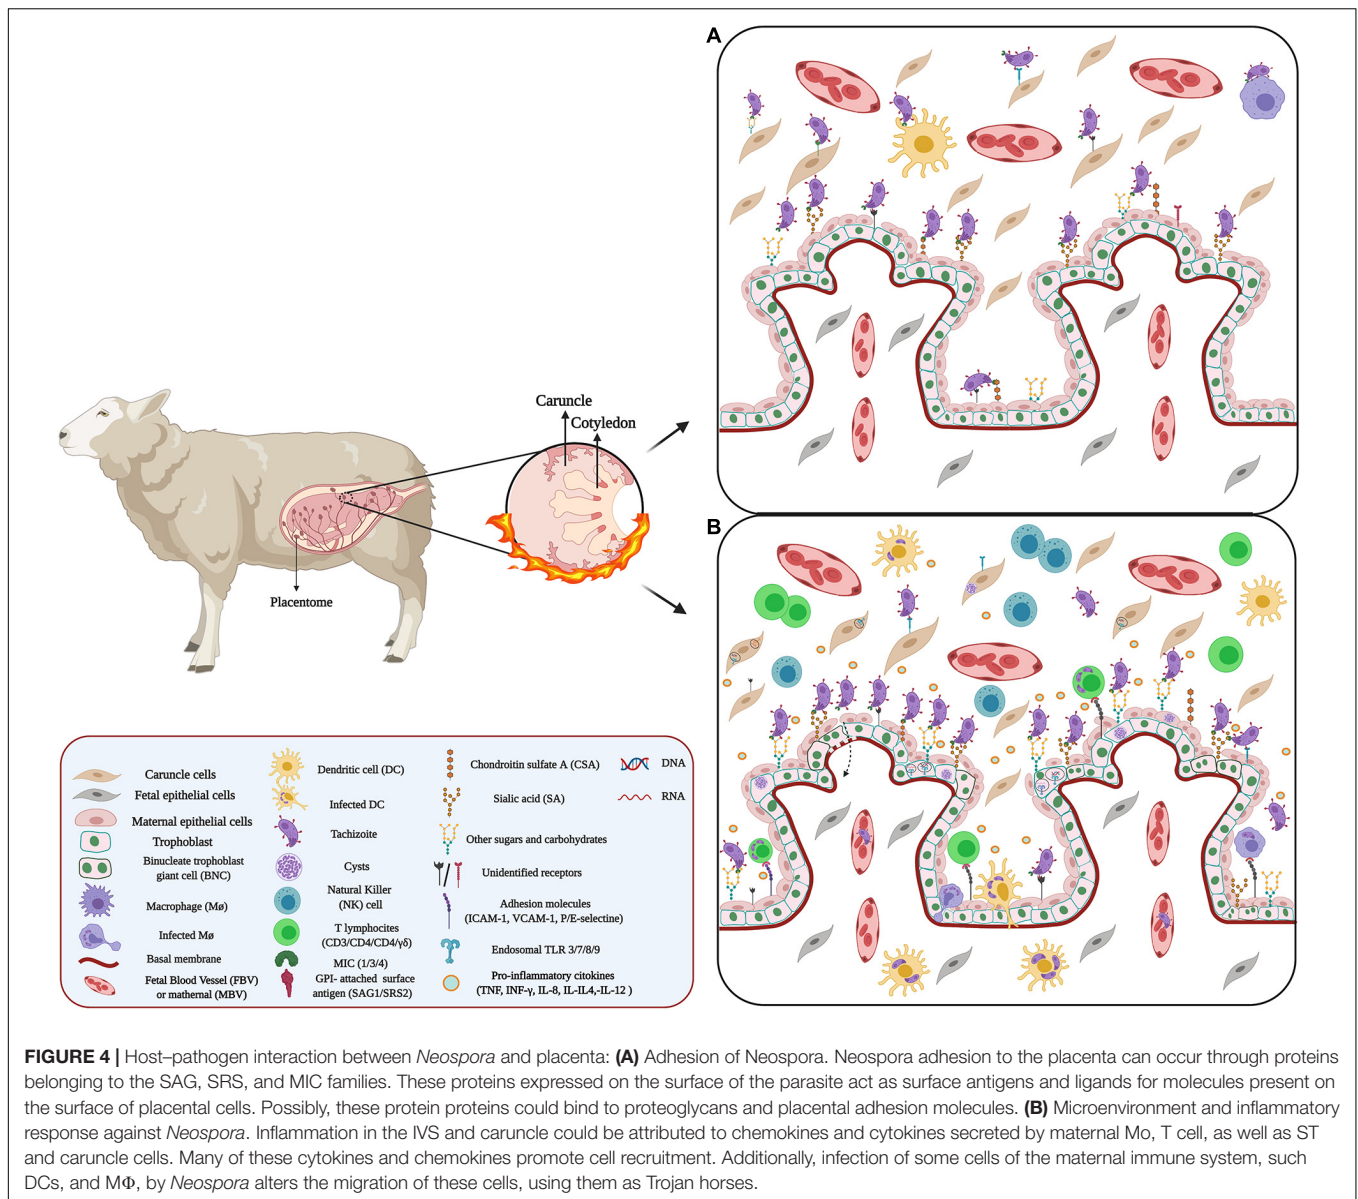 A
Caruncle
Cotyledon
Placentome
B
Caruncle cells
Fetal epithelial cells
Maternal epithelial cells
Trophoblast
Binucleate trophoblast
giant cell (BNC)
Macrophage (Mø)
Infected Mø
Basal membrane
Fetal Blood Vessel (FBV)
or mathenal (MBV)
Dendritic cell (DC)
Infected DC
Tachizoite
Cysts
Natural Killer
(NK) cell
T lymphocytes
(CD3/CD4/CD4/γδ)
MIC (1/3/4)
GPI- attached surface
antigen (SAG1/SRS2)
Chondroitin sulfate A (CSA)
Sialic acid (SA)
Other sugars and carbohydrates
Unidentified receptors
Adhesion molecules
(ICAM-1, VCAM-1, P/E-selectine)
Endosomal TLR 3/7/8/9
Pro-inflammatory citokines
(TNF, INF-γ, IL-8, IL-IL4,-IL-12 )
DNA
RNA
FIGURE 4 | Host–pathogen interaction between Neospora and placenta: (A) Adhesion of Neospora. Neospora adhesion to the placenta can occur through proteins
belonging to the SAG, SRS, and MIC families. These proteins expressed on the surface of the parasite act as surface antigens and ligands for molecules present on
the surface of placental cells. Possibly, these protein proteins could bind to proteoglycans and placental adhesion molecules. (B) Microenvironment and inflammatory
response against Neospora. Inflammation in the IVS and caruncle could be attributed to chemokines and cytokines secreted by maternal Mo, T cell, as well as ST
and caruncle cells. Many of these cytokines and chemokines promote cell recruitment. Additionally, infection of some cells of the maternal immune system, such
DCs, and MΦ, by Neospora alters the migration of these cells, using them as Trojan horses.